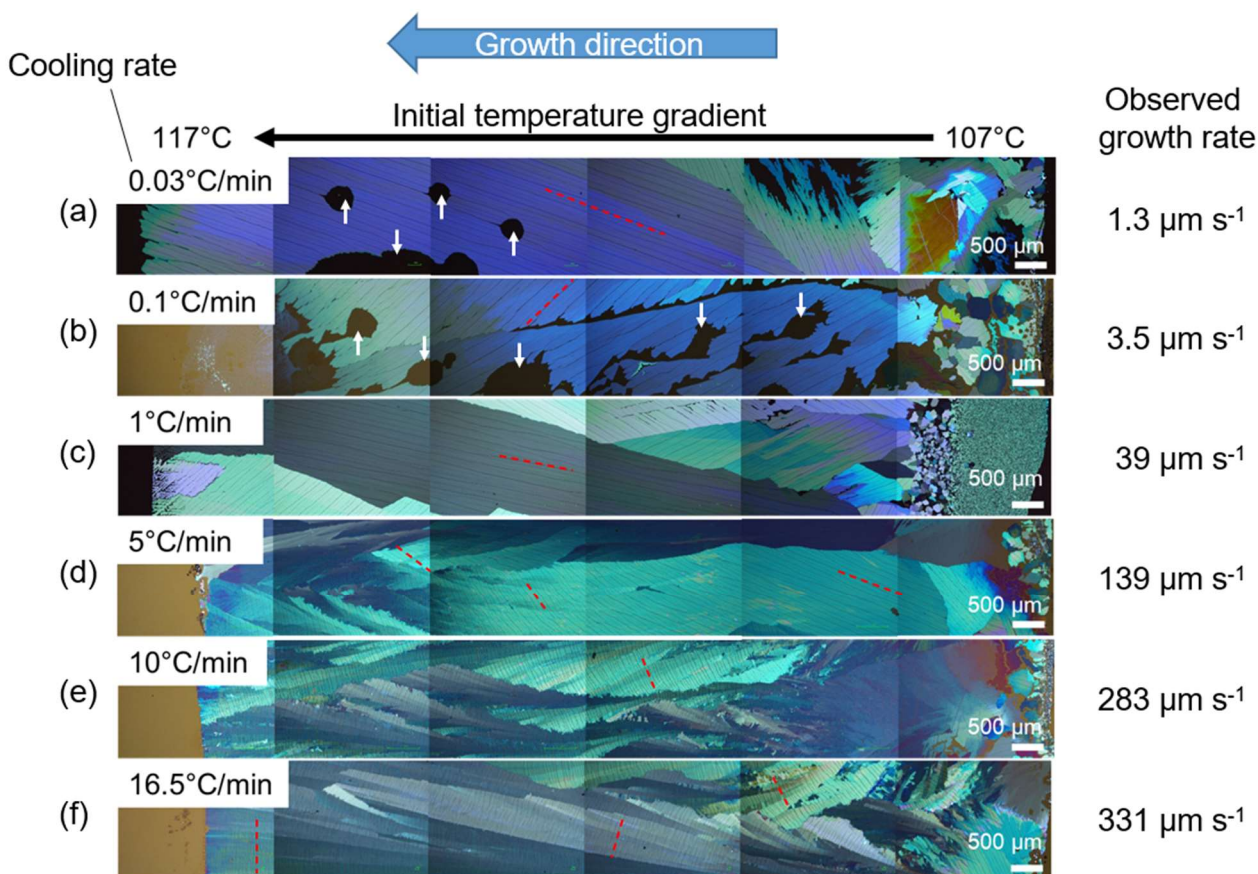 Growth direction
Cooling rate
Initial temperature gradient
Observed
growth rate
117°C
107°C
0.03°C/min
(a)
500 µm
1.3 µm s-1
0.1°C/min
(b)
500 µm
3.5 µm s-1
1°C/min
(c)
500 µm
39 µm s-1
5°C/min
(d)
500 µm
139 µm s-1
10°C/min
(e)
500 µm
283 µm s-1
16.5°C/min
(f)
500 µm
331 µm s-1